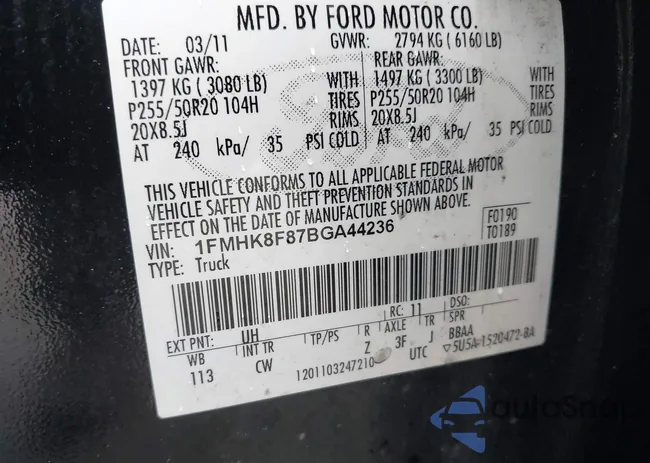 MFD. BY FORD MOTOR CO.
DATE: 03/11 GVWR: 2794 KG ( 6160 LB)
FRONT GAWR: REAR GAWR:
1397 KG ( 3080 LB) WITH 1497 KG ( 3300 LB) WITH
P255/50R20 104H TIRES P255/50R20 104H TIRES
20X8.5J RIMS 20X8.5J RIMS
AT 240 kPa/ 35 PSI COLD AT 240 kPa/ 35 PSI COLD
Ford
THIS VEHICLE CONFORMS TO ALL APPLICABLE FEDERAL MOTOR
VEHICLE SAFETY AND THEFT PREVENTION STANDARDS IN
EFFECT ON THE DATE OF MANUFACTURE SHOWN ABOVE.
VIN: 1FMHK8F87BGA44236 F0190
TYPE: Truck T0189
EXT PNT: UH RC: 11 DSO:
WB INT TR TP/PS R AXLE TR SPR
113 CW Z 3F J BBAA
1201103247210 UTC ▽5U5A-1520472-BA
autoSnap